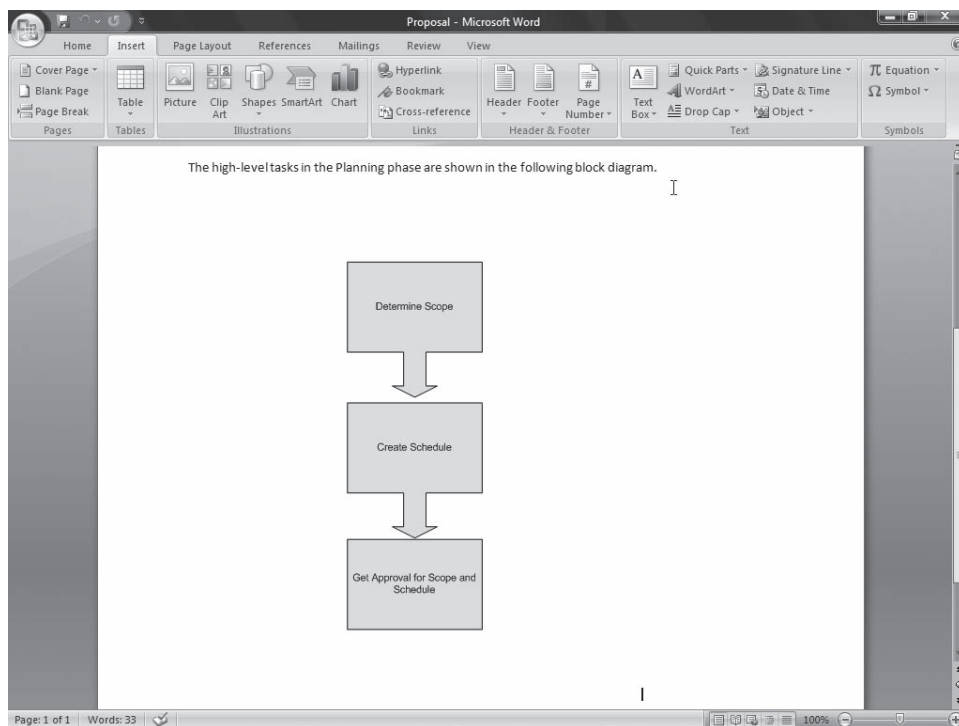 Proposal - Microsoft Word
Home Insert Page Layout References Mailings Review View
Cover Page
Blank Page
Page Break
Pages
Table
Tables
Picture Clip Art Shapes SmartArt Chart
Illustrations
Hyperlink
Bookmark
Cross-reference
Links
Header Footer Page Number
Header & Footer
Text Box
Quick Parts Signature Line
WordArt Date & Time
Drop Cap Object
Text
π Equation
Ω Symbol
Symbols
The high-level tasks in the Planning phase are shown in the following block diagram.
Determine Scope
Create Schedule
Get Approval for Scope and
Schedule
Page: 1 of 1 Words: 33 100%